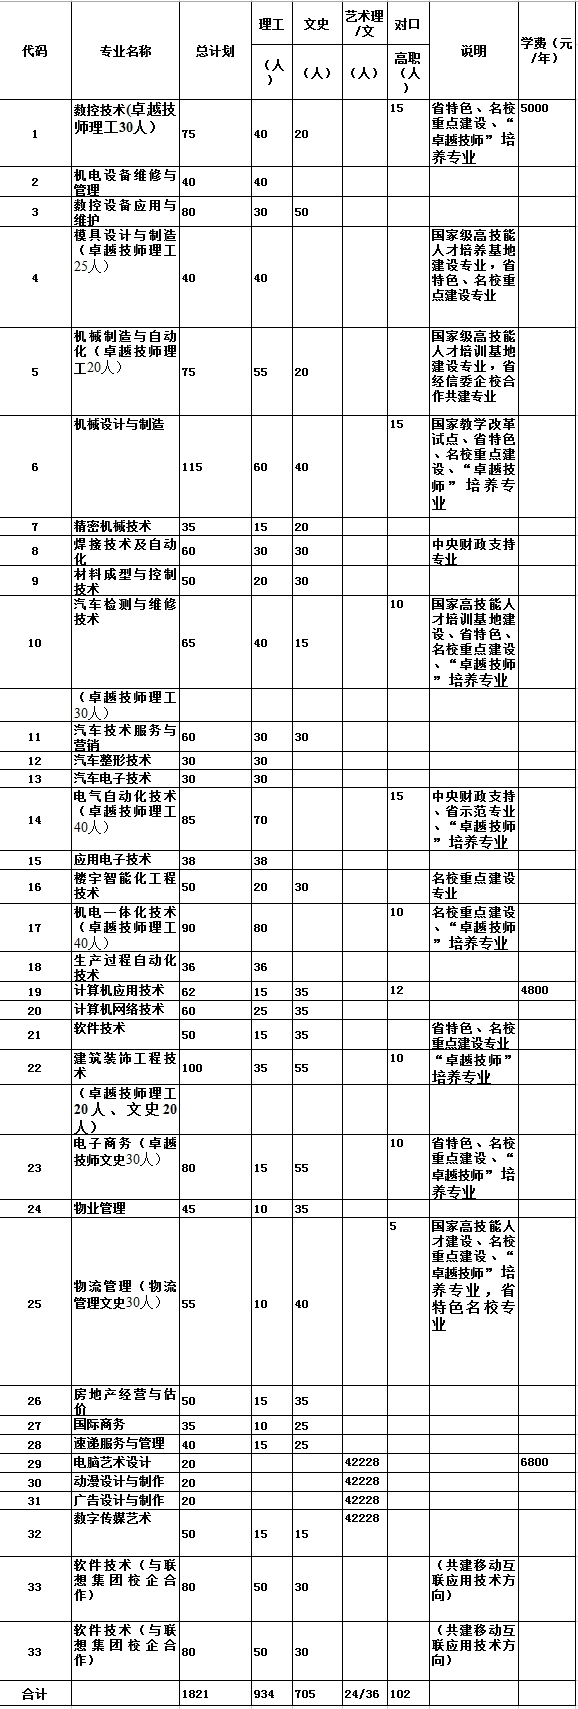 代码 专业名称 总计划 理工 文史 艺术理/文 对口 说明 学费(元/年)
(人) (人) (人) 高职(人)
1 数控技术(卓越技师理工30人) 75 40 20 15 省特色、名校重点建设、“卓越技师”培养专业 5000
2 机电设备维修与管理 40 40
3 数控设备应用与维护 80 30 50
4 模具设计与制造(卓越技师理工25人) 40 40 国家级高技能人才培养基地建设专业，省特色、名校重点建设专业
5 机械制造与自动化(卓越技师理工20人) 75 55 20 国家级高技能人才培训基地建设专业，省经信委企校合作共建专业
6 机械设计与制造 115 60 40 15 国家教学改革试点、省特色、名校重点建设、“卓越技师”培养专业
7 精密机械技术 35 15 20
8 焊接技术及自动化 60 30 30 中央财政支持专业
9 材料成型与控制技术 50 20 30
10 汽车检测与维修技术 65 40 15 10 国家高技能人才培训基地建设、省特色、名校重点建设、“卓越技师”培养专业
(卓越技师理工30人)
11 汽车技术服务与营销 60 30 30
12 汽车整形技术 30 30
13 汽车电子技术 30 30
14 电气自动化技术(卓越技师理工40人) 85 70 15 中央财政支持、省示范专业、“卓越技师”培养专业
15 应用电子技术 38 38
16 楼宇智能化工程技术 50 20 30 名校重点建设专业
17 机电一体化技术(卓越技师理工40人) 90 80 10 名校重点建设、“卓越技师”培养专业
18 生产过程自动化技术 36 36
19 计算机应用技术 62 15 35 12 4800
20 计算机网络技术 60 25 35
21 软件技术 50 15 35 省特色、名校重点建设专业
22 建筑装饰工程技术 100 35 55 10 “卓越技师”培养专业
(卓越技师理工20人、文史20人)
23 电子商务(卓越技师文史30人) 80 15 55 10 省特色、名校重点建设、“卓越技师”培养专业
24 物业管理 45 10 35
25 物流管理(物流管理文史30人) 55 10 40 5 国家高技能人才建设、名校重点建设、“卓越技师”培养专业，省特色名校专业
26 房地产经营与估价 50 15 35
27 国际商务 35 10 25
28 速递服务与管理 40 15 25
29 电脑艺术设计 20 42228 6800
30 动漫设计与制作 20 42228
31 广告设计与制作 20 42228
32 数字传媒艺术 50 15 15 42228
33 软件技术(与联想集团校企合作) 80 50 30 (共建移动互联应用技术方向)
33 软件技术(与联想集团校企合作) 80 50 30 (共建移动互联应用技术方向)
合计 1821 934 705 24/36 102